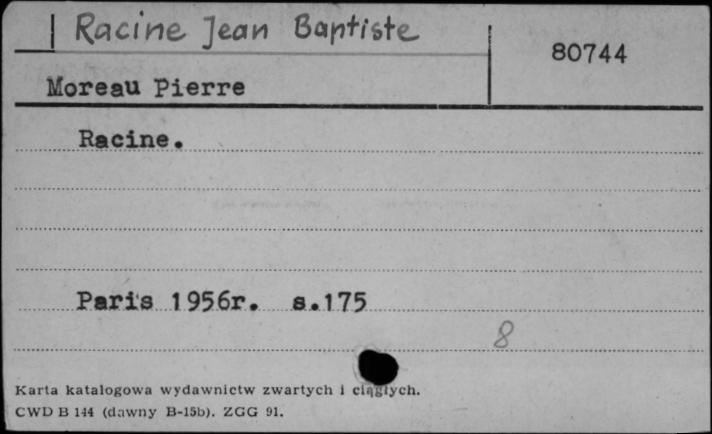 Racine Jean Baptiste
80744
Moreau Pierre
Racine.
Paris 1956r. s.175
8
Karta katalogowa wydawnictw zwartych i ciągłych.
CWD B 144 (dawny B-15b). ZGG 91.